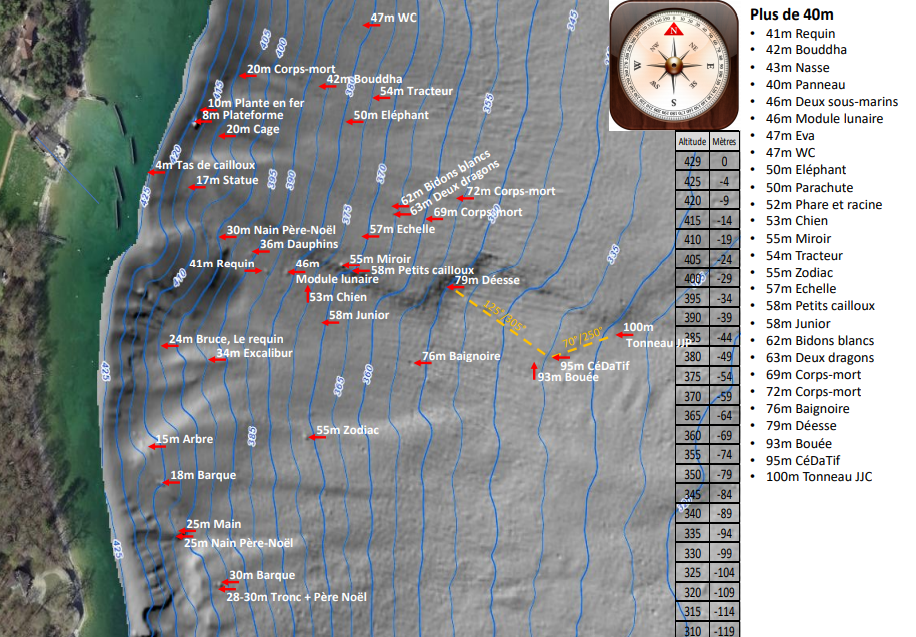 47m WC
20m Corps-mort
42m Bouddha
54m Tracteur
10m Plante en fer
8m Plateforme
50m Eléphant
20m Cage
4m Tas de cailloux
17m Statue
62m Bidons blancs
63m Deux dragons
72m Corps-mort
69m Corps-mort
30m Nain Père-Noël
57m Echelle
36m Dauphins
41m Requin
46m
Module lunaire
55m Miroir
58m Petits cailloux
79m Déesse
53m Chien
58m Junior
125°/305°
70°/250°
100m
Tonneau JJC
24m Bruce, Le requin
34m Excalibur
76m Baignoire
95m CéDaTif
93m Bouée
15m Arbre
55m Zodiac
18m Barque
25m Main
25m Nain Père-Noël
30m Barque
28-30m Tronc + Père Noël
345
405
400
415
380
355
420
425
385
390
370
375
410
335
425
365
360
385
425
N
NE
E
SE
S
SW
W
NW
Altitude Mètres
429 0
425 -4
420 -9
415 -14
410 -19
405 -24
400 -29
395 -34
390 -39
385 -44
380 -49
375 -54
370 -59
365 -64
360 -69
355 -74
350 -79
345 -84
340 -89
335 -94
330 -99
325 -104
320 -109
315 -114
310 -119
Plus de 40m
• 41m Requin
• 42m Bouddha
• 43m Nasse
• 40m Panneau
• 46m Deux sous-marins
• 46m Module lunaire
• 47m Eva
• 47m WC
• 50m Eléphant
• 50m Parachute
• 52m Phare et racine
• 53m Chien
• 55m Miroir
• 54m Tracteur
• 55m Zodiac
• 57m Echelle
• 58m Petits cailloux
• 58m Junior
• 62m Bidons blancs
• 63m Deux dragons
• 69m Corps-mort
• 72m Corps-mort
• 76m Baignoire
• 79m Déesse
• 93m Bouée
• 95m CéDaTif
• 100m Tonneau JJC